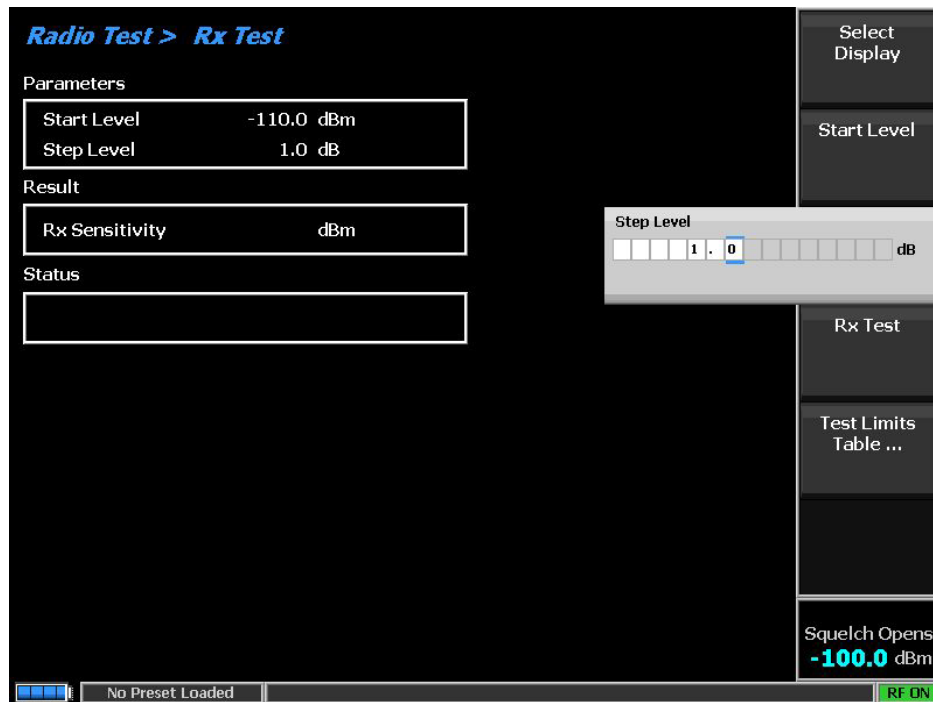 Radio Test > Rx Test
Parameters
Start Level -110.0 dBm
Step Level 1.0 dB
Result
Rx Sensitivity dBm
Status
Select
Display
Start Level
Step Level
1.0 dB
Rx Test
Test Limits
Table ...
Squelch Opens
-100.0 dBm
No Preset Loaded
RF ON